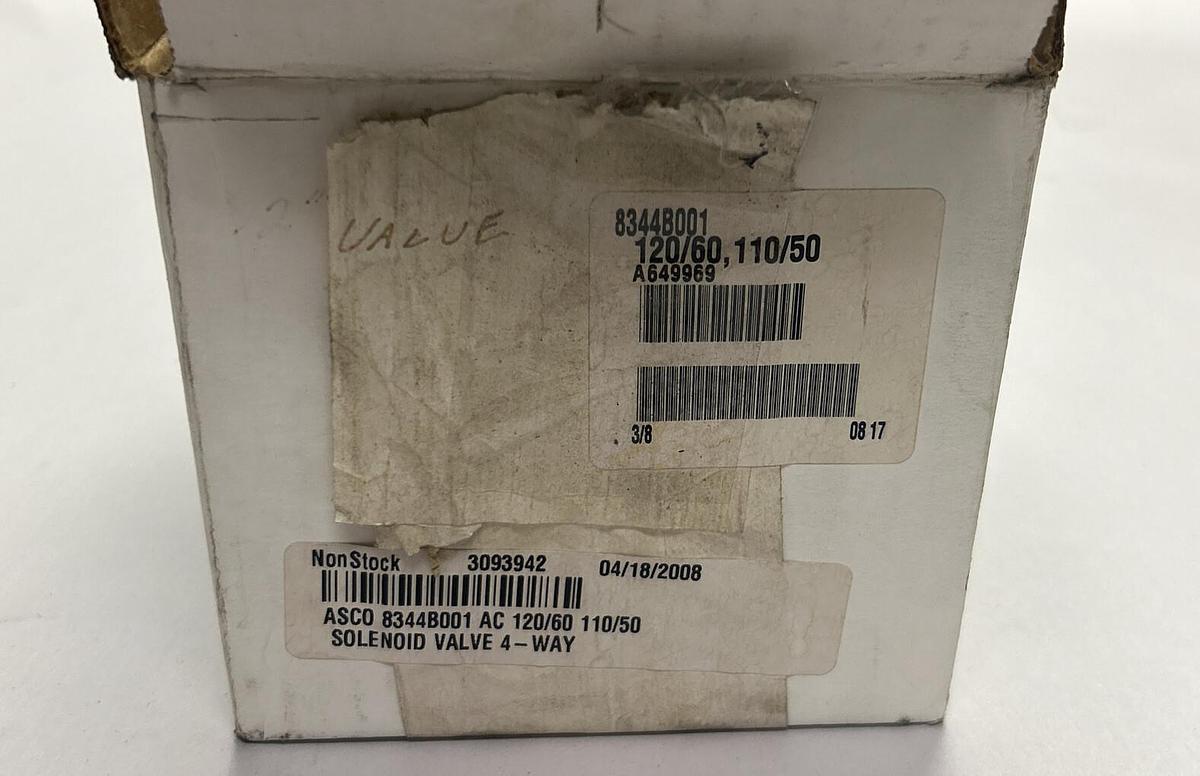 VALUE
8344B001
120/60,110/50
A649969
3/8 08 17
NonStock 3093942 04/18/2008
ASCO 8344B001 AC 120/60 110/50
SOLENOID VALVE 4-WAY